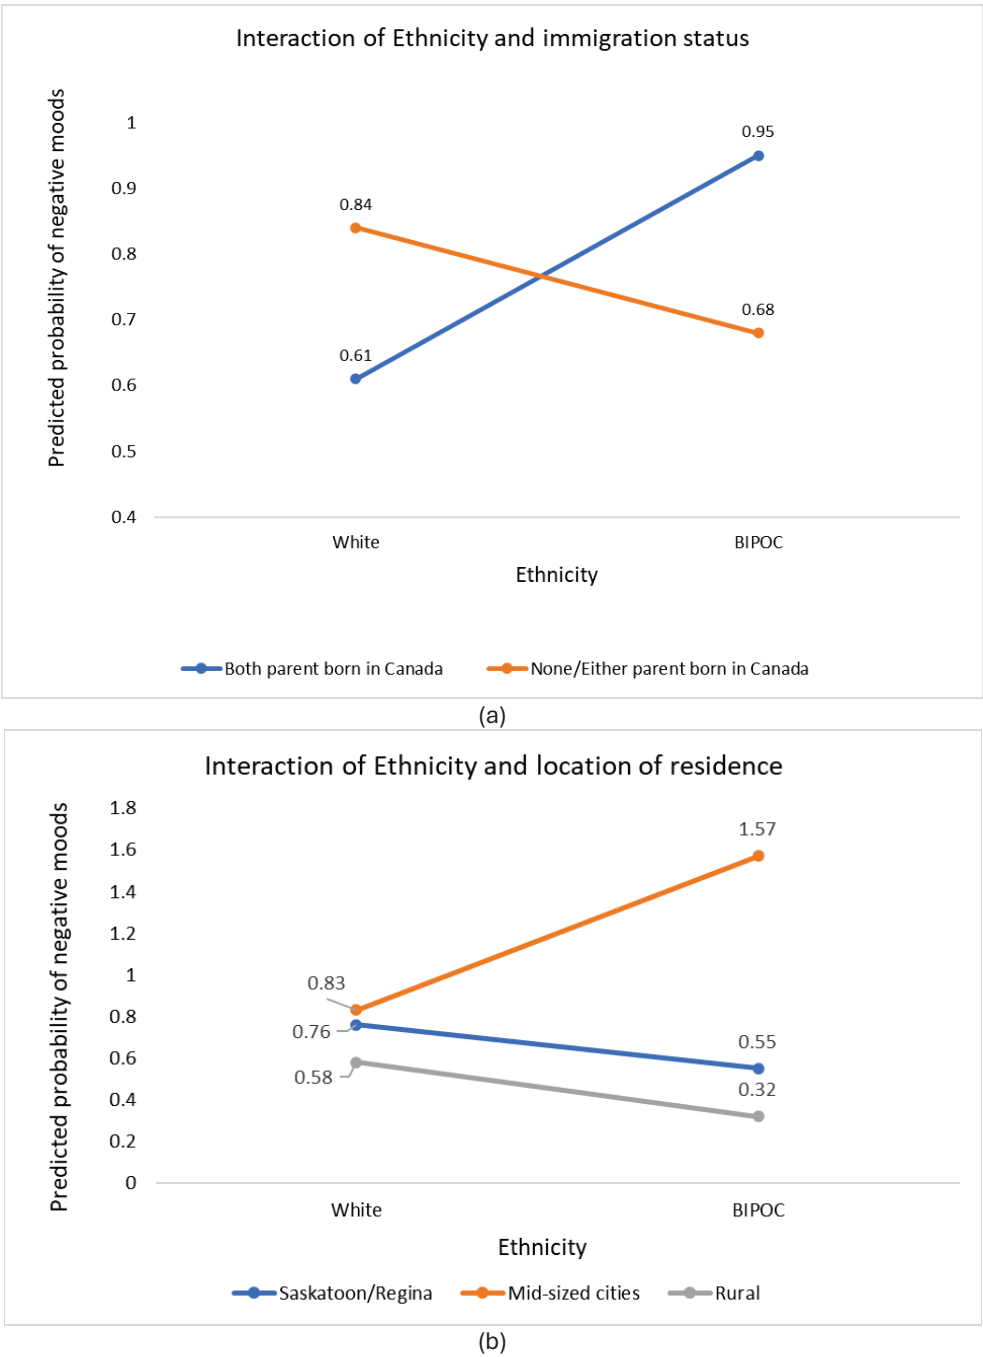 Interaction of Ethnicity and immigration status
Predicted probability of negative moods
1
0.9
0.8
0.7
0.6
0.5
0.4
0.84
0.61
0.95
0.68
White
BIPOC
Ethnicity
Both parent born in Canada
None/Either parent born in Canada
(a)
Interaction of Ethnicity and location of residence
Predicted probability of negative moods
1.8
1.6
1.4
1.2
1
0.8
0.6
0.4
0.2
0
0.83
0.76
0.58
1.57
0.55
0.32
White
BIPOC
Ethnicity
Saskatoon/Regina
Mid-sized cities
Rural
(b)